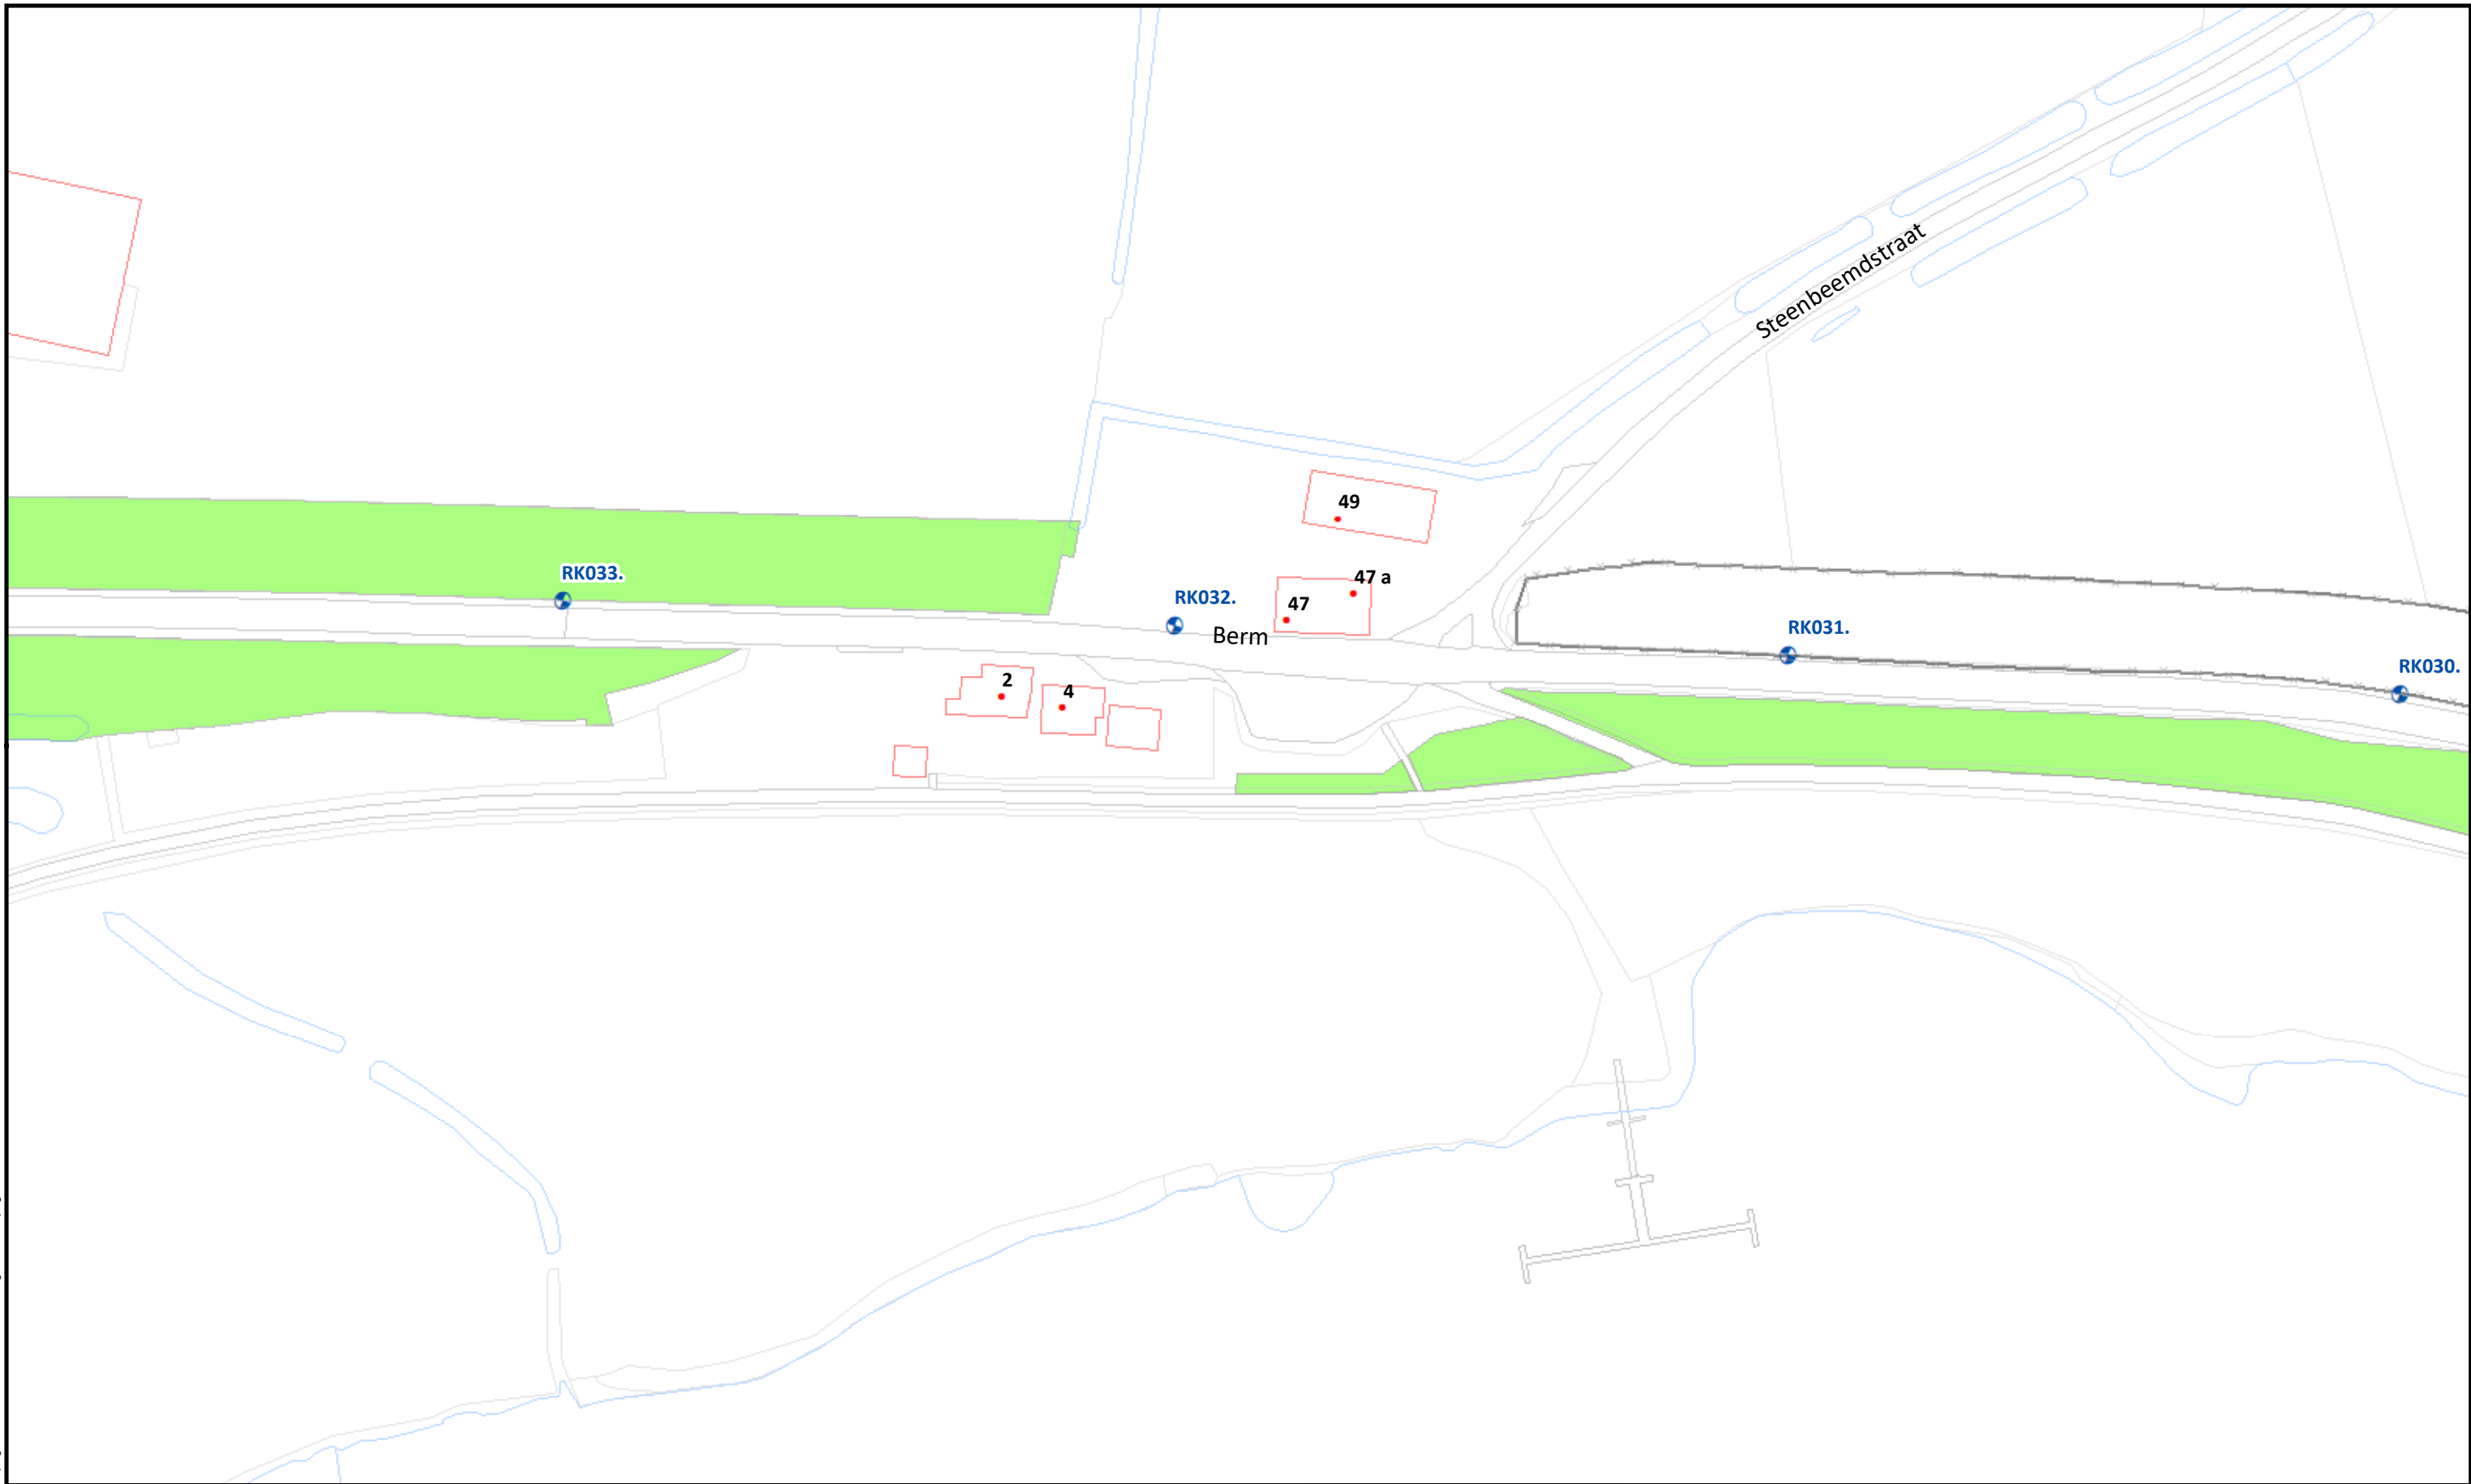 Steenbeemdstraat
49
RK033.
47 a
RK032.
47
RK031.
Berm
RK030.
2
4